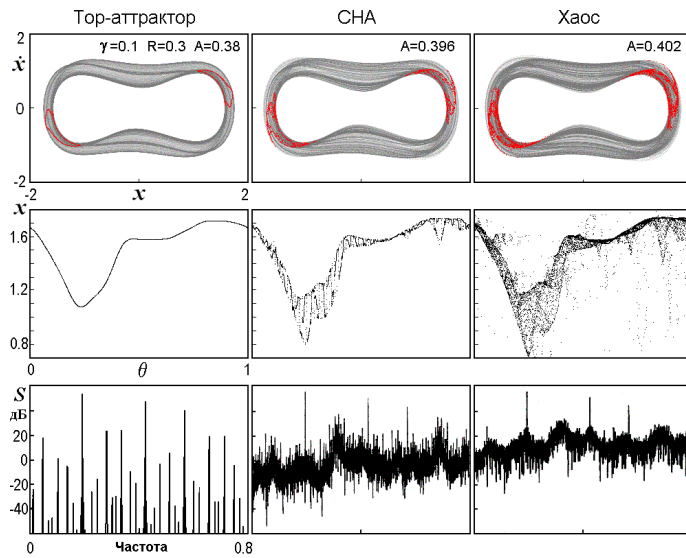 Тор-аттрактор СНА Хаос
γ=0.1 R=0.3 A=0.38 A=0.396 A=0.402
2
ẋ
0
-2
-2 x 2
x
1.6
1.2
0.8
0 θ 1
S
дБ
20
0
-20
-40
0 Частота 0.8